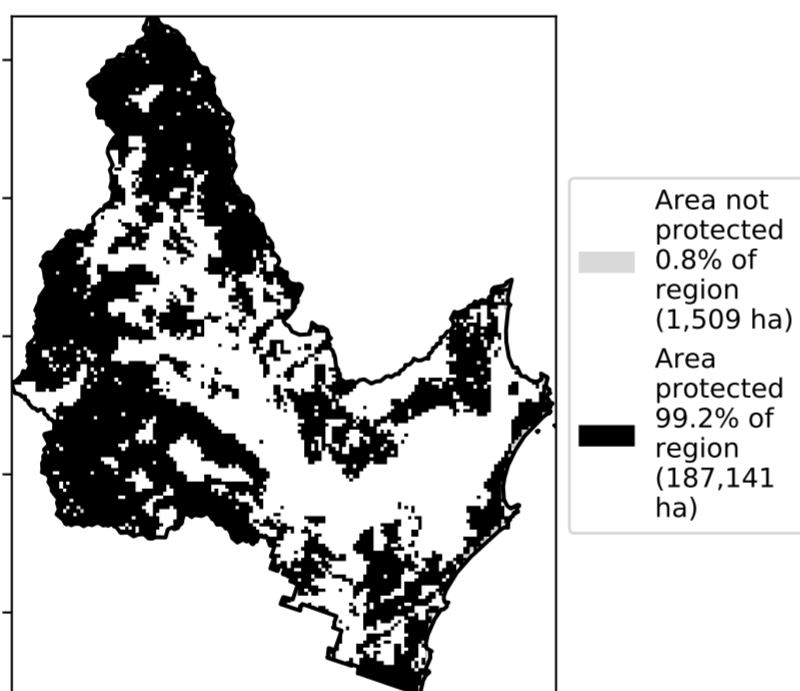 Area not
protected
0.8% of
region
(1,509 ha)
Area
protected
99.2% of
region
(187,141
ha)